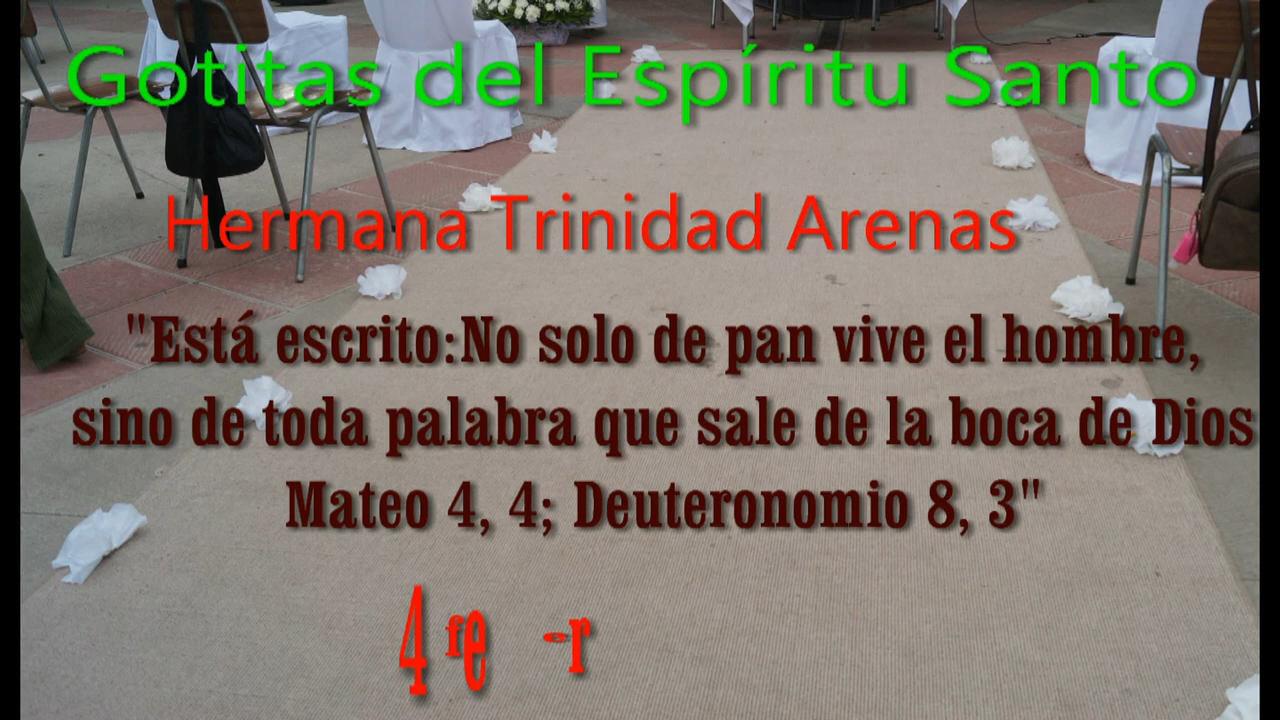 Gotitas del Espíritu Santo
Hermana Trinidad Arenas
"Está escrito:No solo de pan vive el hombre,
sino de toda palabra que sale de la boca de Dios
Mateo 4, 4; Deuteronomio 8, 3"
4